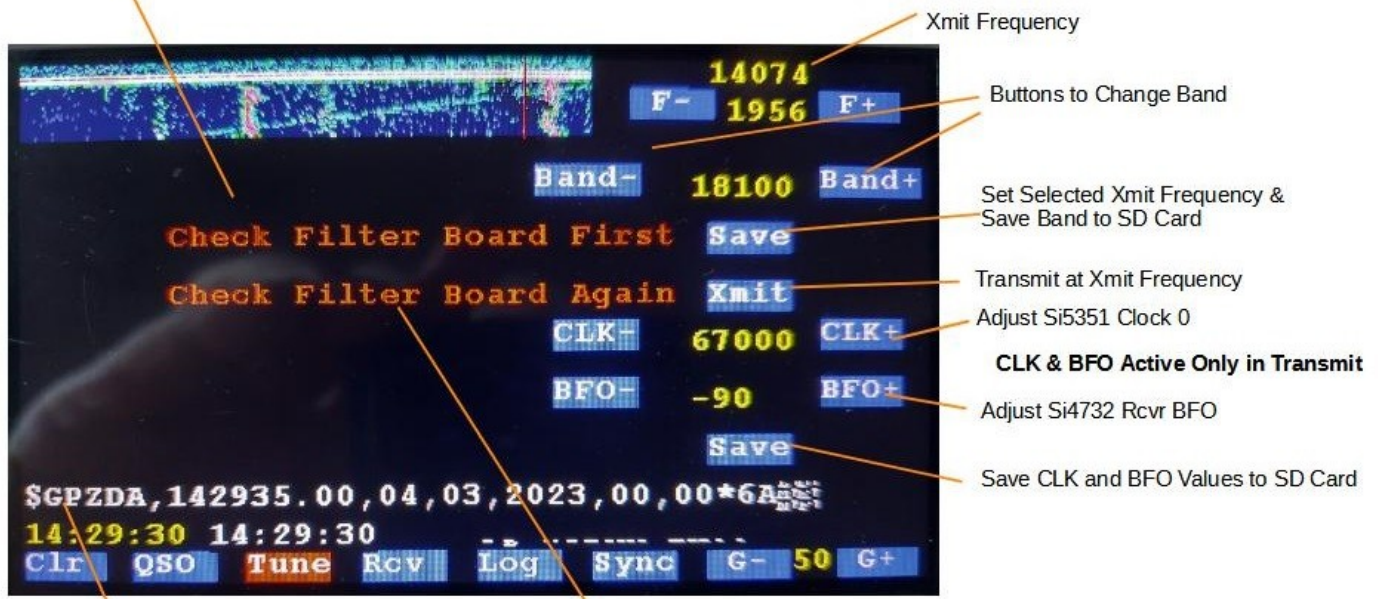 Xmit Frequency
14074
F- 1956 F+
Buttons to Change Band
Band- 18100 Band+
Set Selected Xmit Frequency &
Save Band to SD Card
Check Filter Board First Save
Check Filter Board Again Xmit
Transmit at Xmit Frequency
CLK- 67000 CLK+
Adjust Si5351 Clock 0
CLK & BFO Active Only in Transmit
BFO- -90 BFO+
Adjust Si4732 Rcvr BFO
Save
Save CLK and BFO Values to SD Card
$GPZDA,142935.00,04,03,2023,00,00*6A
14:29:30 14:29:30
Clr QSO Tune Rcv Log Sync G- 50 G+